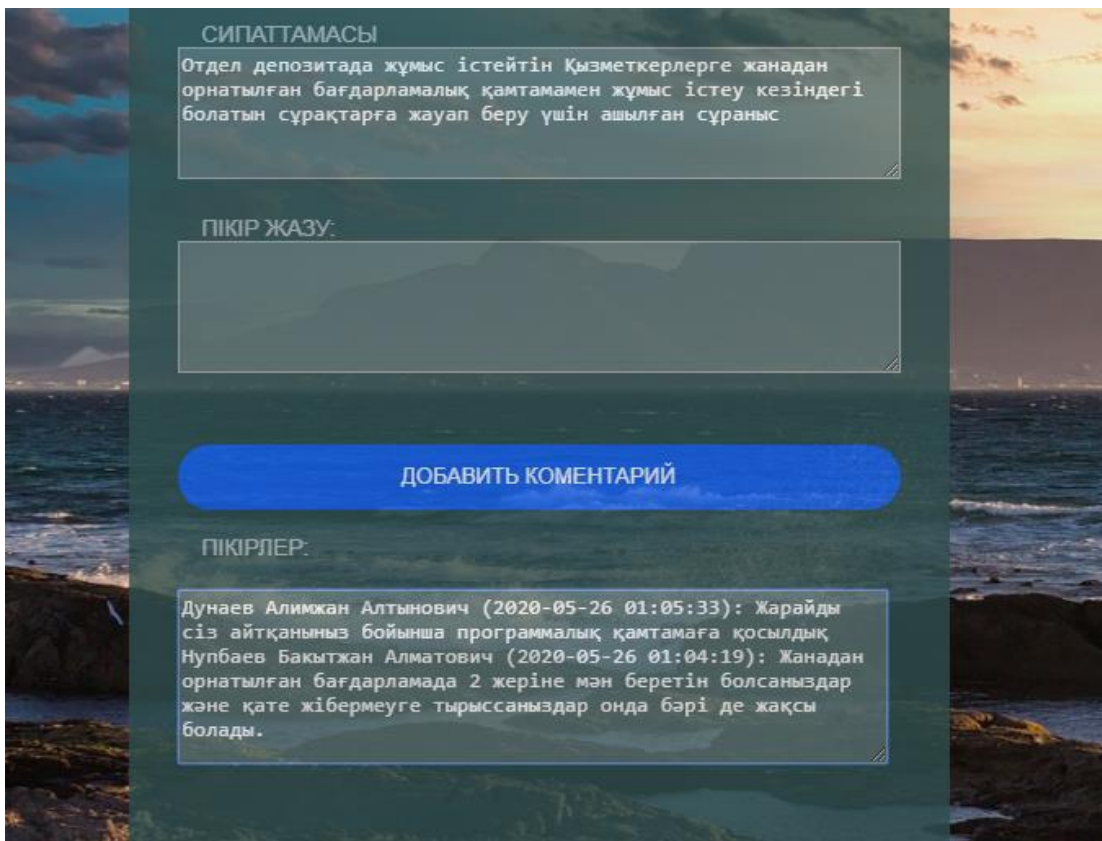 СИПАТТАМАСЫ
Отдел депозитада жұмыс істейтін Қызметкерлерге жанадан
орнатылған бағдарламалық қамтамамен жұмыс істеу кезіндегі
болатын сұрақтарға жауап беру үшін ашылған сұраныс
ПІКІР ЖАЗУ:
ДОБАВИТЬ КОМЕНТАРИЙ
ПІКІРЛЕР:
Дунаев Алимжан Алтынович (2020-05-26 01:05:33): Жарайды
сіз айтқаныныз бойынша программалық қамтамаға қосылдық
Нупбаев Бакытжан Алматович (2020-05-26 01:04:19): Жанадан
орнатылған бағдарламада 2 жеріне мән беретін болсаныздар
және қате жібермеуге тырыссаныздар онда бәрі де жақсы
болады.